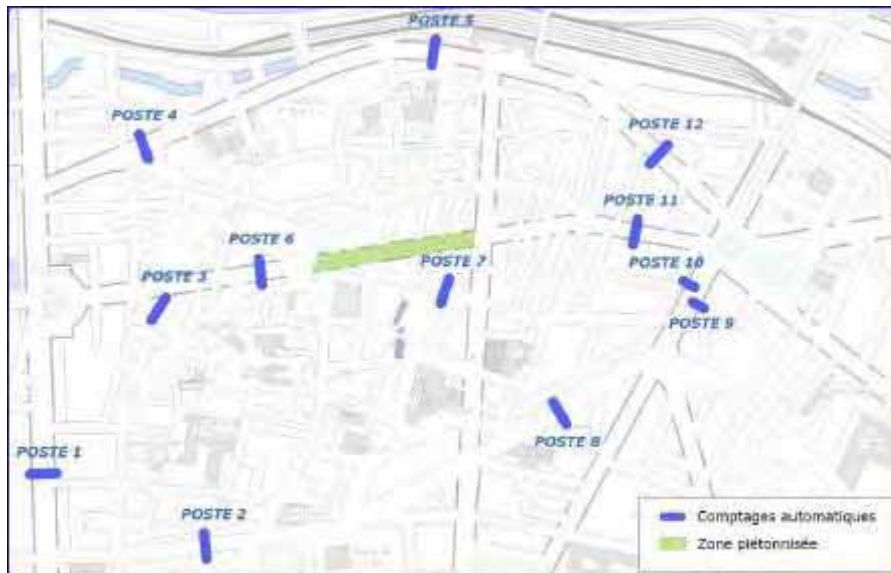 POSTE 5
POSTE 4
POSTE 12
POSTE 11
POSTE 6
POSTE 7
POSTE 3
POSTE 10
POSTE 9
POSTE 8
POSTE 1
POSTE 2
Comptages automatiques
Zone piétonnisée